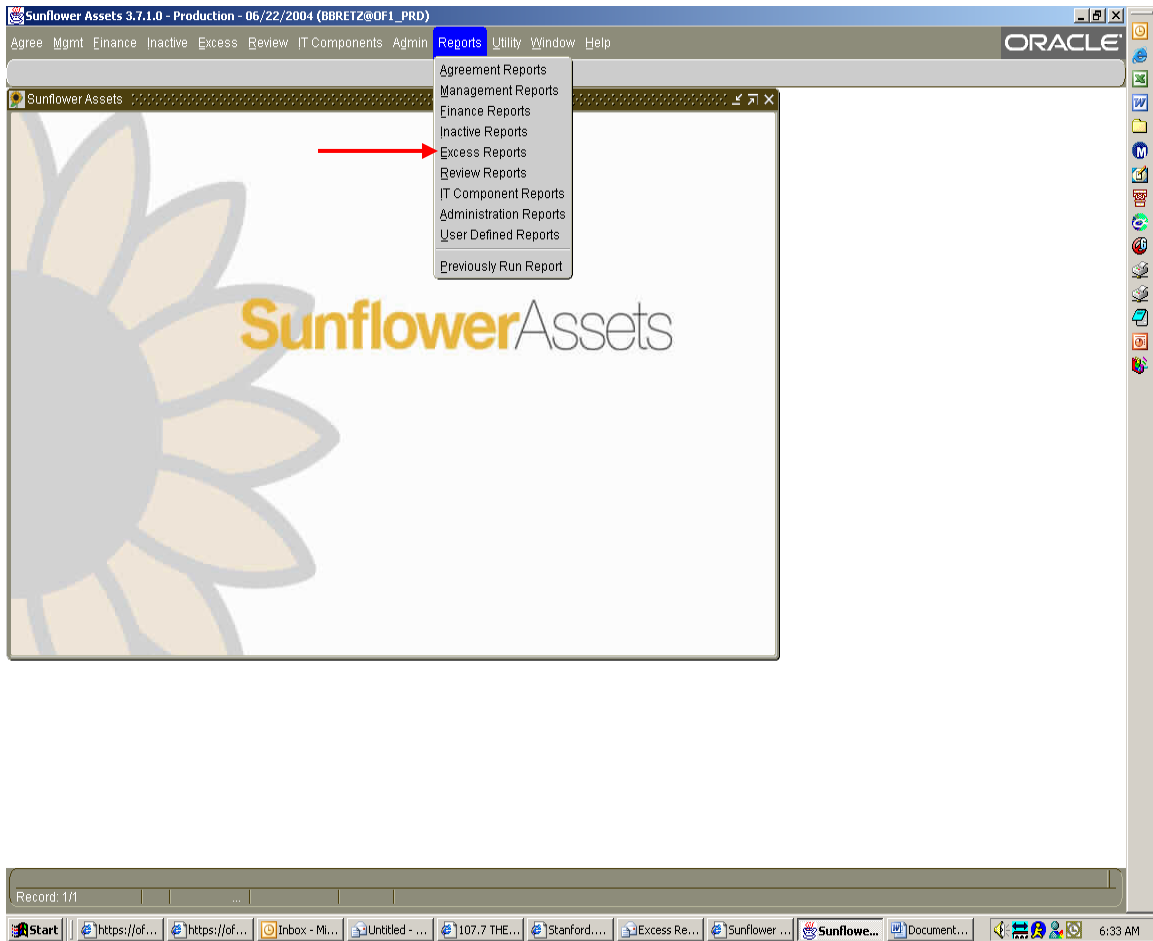 Sunflower Assets 3.7.1.0 - Production - 06/22/2004 (BBRETZ@OF1_PRD)
Agree Mgmt Einance Inactive Excess Review IT Components Admin Reports Utility Window Help
ORACLE
Agreement Reports
Management Reports
Finance Reports
Inactive Reports
Excess Reports
Review Reports
IT Component Reports
Administration Reports
User Defined Reports
Previously Run Report
Sunflower Assets
SunflowerAssets
Record: 1/1
...
Start https://of... https://of... Inbox - Mi... Untitled - ... 107.7 THE... Stanford.... Excess Re... Sunflower ... Sunflowe... Document... 6:33 AM